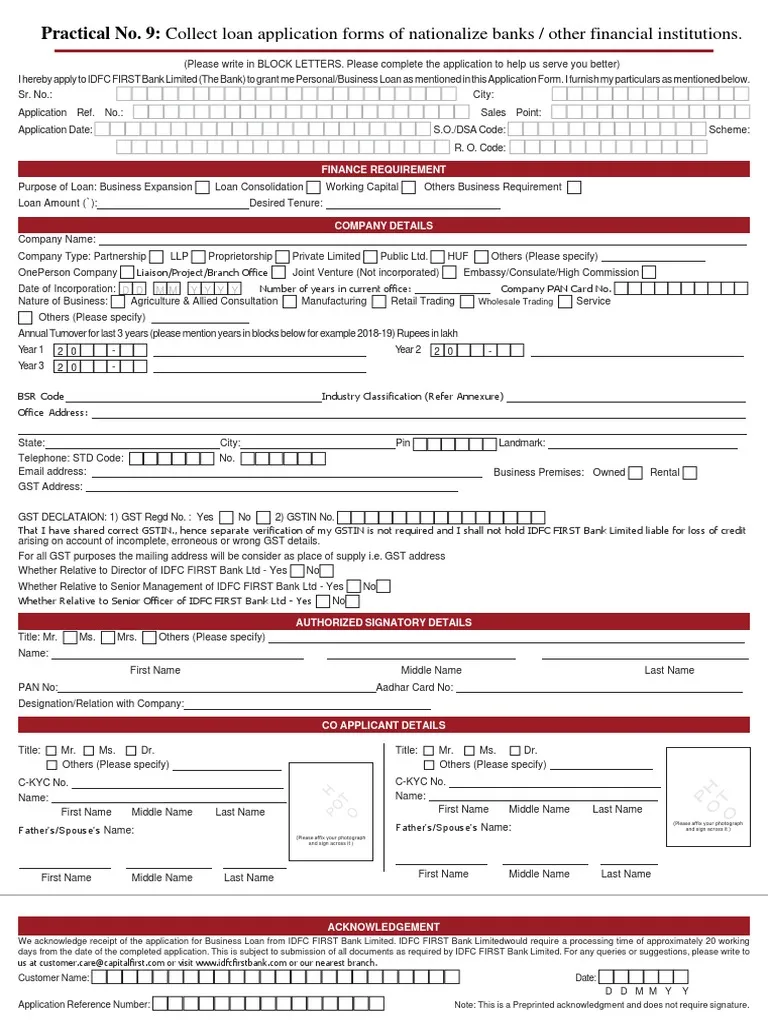 Practical No. 9: Collect loan application forms of nationalize banks / other financial institutions.
(Please write in BLOCK LETTERS. Please complete the application to help us serve you better)
I hereby apply to IDFC FIRST Bank Limited (The Bank) to grant me Personal/Business Loan as mentioned in this Application Form. I furnish my particulars as mentioned below.
Sr. No.: City:
Application Ref. No.: Sales Point:
Application Date: S.O./DSA Code: Scheme:
R. O. Code:
FINANCE REQUIREMENT
Purpose of Loan: Business Expansion Loan Consolidation Working Capital Others Business Requirement
Loan Amount (`): Desired Tenure:
COMPANY DETAILS
Company Name:
Company Type: Partnership LLP Proprietorship Private Limited Public Ltd. HUF Others (Please specify)
OnePerson Company Liaison/Project/Branch Office Joint Venture (Not incorporated) Embassy/Consulate/High Commission
Date of Incorporation: D D M M Y Y Y Y Number of years in current office: Company PAN Card No.
Nature of Business: Agriculture & Allied Consultation Manufacturing Retail Trading Wholesale Trading Service
Others (Please specify)
Annual Turnover for last 3 years (please mention years in blocks below for example 2018-19) Rupees in lakh
Year 1 2 0 - Year 2 2 0 -
Year 3 2 0 -
BSR Code Industry Classification (Refer Annexure)
Office Address:
State: City: Pin Landmark:
Telephone: STD Code: No.
Email address: Business Premises: Owned Rental
GST Address:
GST DECLATAION: 1) GST Regd No. : Yes No 2) GSTIN No.
That I have shared correct GSTIN., hence separate verification of my GSTIN is not required and I shall not hold IDFC FIRST Bank Limited liable for loss of credit
arising on account of incomplete, erroneous or wrong GST details.
For all GST purposes the mailing address will be consider as place of supply i.e. GST address
Whether Relative to Director of IDFC FIRST Bank Ltd - Yes No
Whether Relative to Senior Management of IDFC FIRST Bank Ltd - Yes No
Whether Relative to Senior Officer of IDFC FIRST Bank Ltd - Yes No
AUTHORIZED SIGNATORY DETAILS
Title: Mr. Ms. Mrs. Others (Please specify)
Name:
First Name Middle Name Last Name
PAN No: Aadhar Card No:
Designation/Relation with Company:
CO APPLICANT DETAILS
Title: Mr. Ms. Dr.
Others (Please specify)
C-KYC No.
Name:
First Name Middle Name Last Name
Father's/Spouse's Name:
First Name Middle Name Last Name
PHOTO
(Please affix your photograph
and sign across it )
Title: Mr. Ms. Dr.
Others (Please specify)
C-KYC No.
Name:
First Name Middle Name Last Name
Father's/Spouse's Name:
First Name Middle Name Last Name
PHOTO
(Please affix your photograph
and sign across it )
ACKNOWLEDGEMENT
We acknowledge receipt of the application for Business Loan from IDFC FIRST Bank Limited. IDFC FIRST Bank Limitedwould require a processing time of approximately 20 working
days from the date of the completed application. This is subject to submission of all documents as required by IDFC FIRST Bank Limited. For any queries or suggestions, please write to
us at customer.care@capitalfirst.com or visit www.idfcfirstbank.com or our nearest branch.
Customer Name: Date:
D D M M Y Y
Application Reference Number: Note: This is a Preprinted acknowledgment and does not require signature.